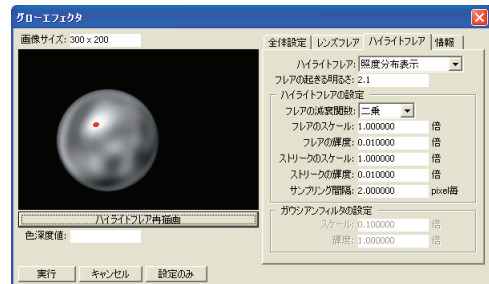 グローエフェクタ
画像サイズ: 300 x 200
ハイライトフレア再描画
色深度値:
実行 キャンセル 設定のみ
全体設定 レンズフレア ハイライトフレア 情報
ハイライトフレア: 照度分布表示
フレアの起きる明るさ: 2.1
ハイライトフレアの設定
フレアの減衰関数: 二乗
フレアのスケール: 1.000000 倍
フレアの輝度: 0.010000 倍
ストリークのスケール: 1.000000 倍
ストリークの輝度: 0.010000 倍
サンプリング間隔: 2.000000 pixel毎
ガウシアンフィルタの設定
スケール: 0.100000 倍
輝度: 1.000000 倍